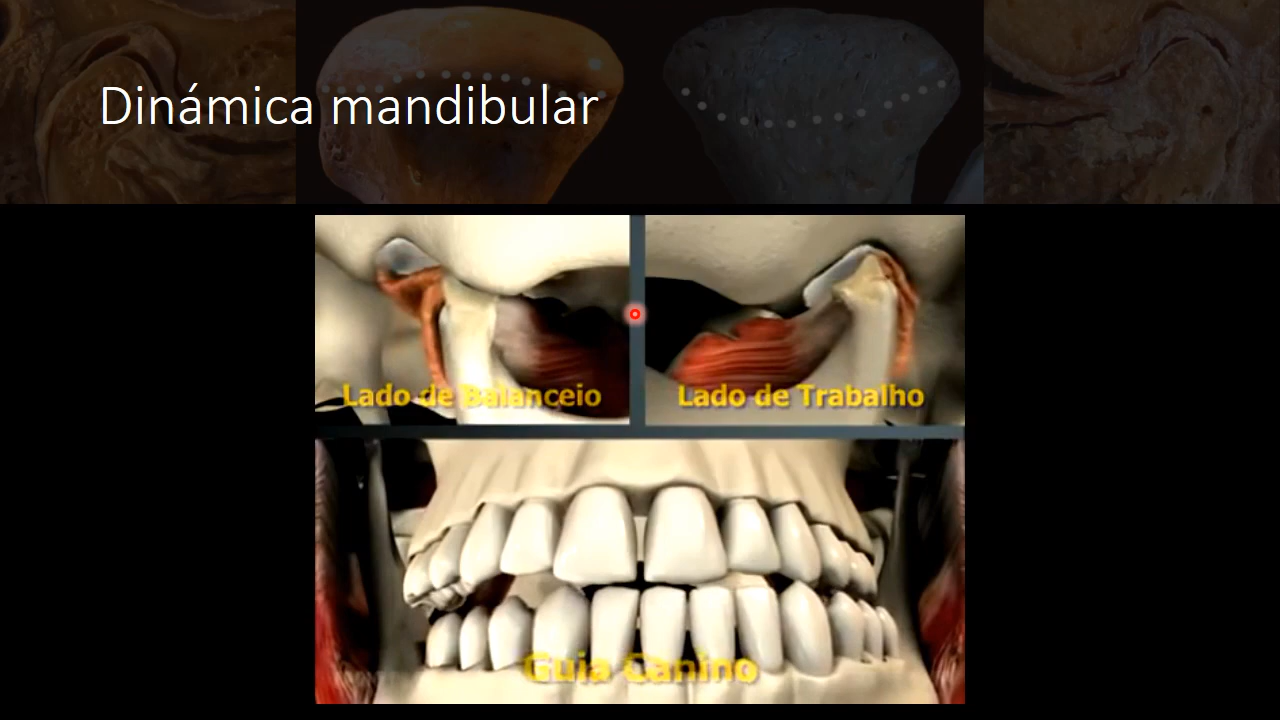 Dinámica mandibular
Lado de Balanceio
Lado de Trabalho
Guia Canino